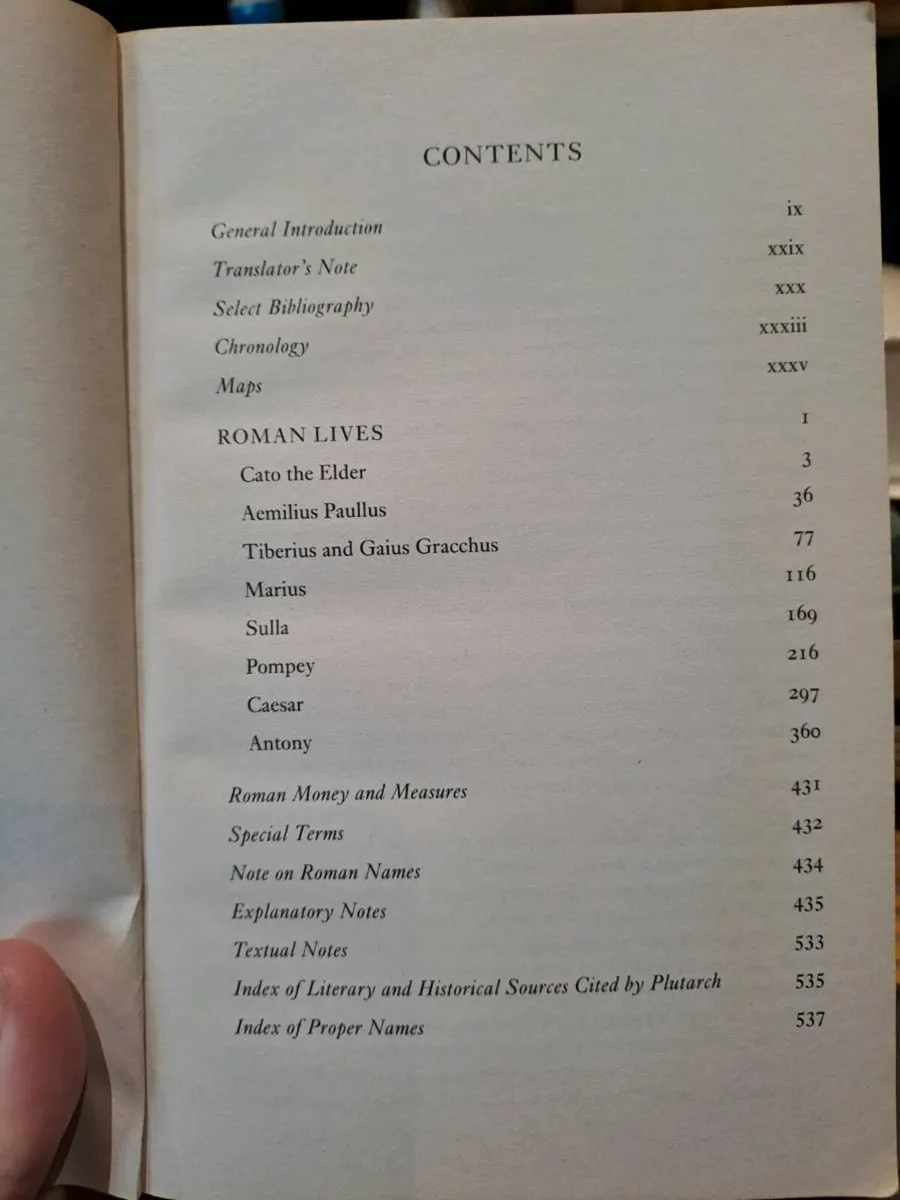 CONTENTS
General Introduction ix
Translator's Note xxix
Select Bibliography xxx
Chronology xxxiii
Maps xxxv
ROMAN LIVES 1
Cato the Elder 3
Aemilius Paullus 36
Tiberius and Gaius Gracchus 77
Marius 116
Sulla 169
Pompey 216
Caesar 297
Antony 360
Roman Money and Measures 431
Special Terms 432
Note on Roman Names 434
Explanatory Notes 435
Textual Notes 533
Index of Literary and Historical Sources Cited by Plutarch 535
Index of Proper Names 537